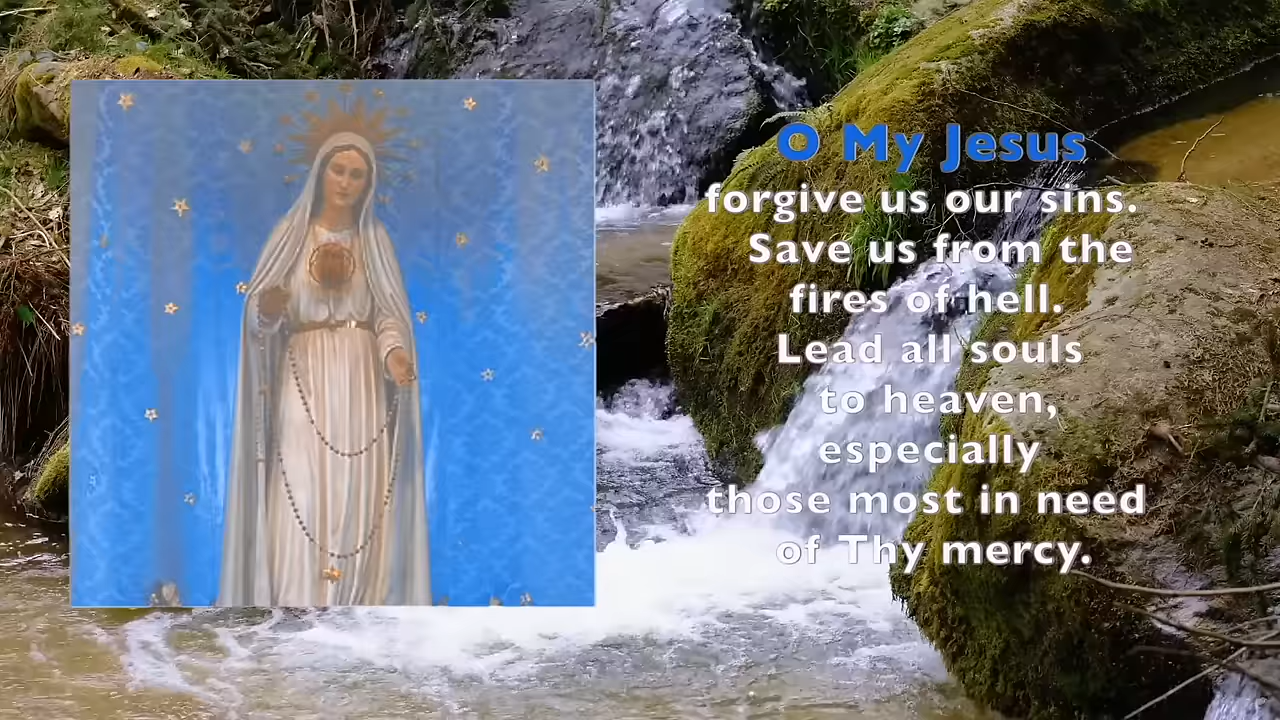 O My Jesus
forgive us our sins.
Save us from the
fires of hell.
Lead all souls
to heaven,
especially
those most in need
of Thy mercy.